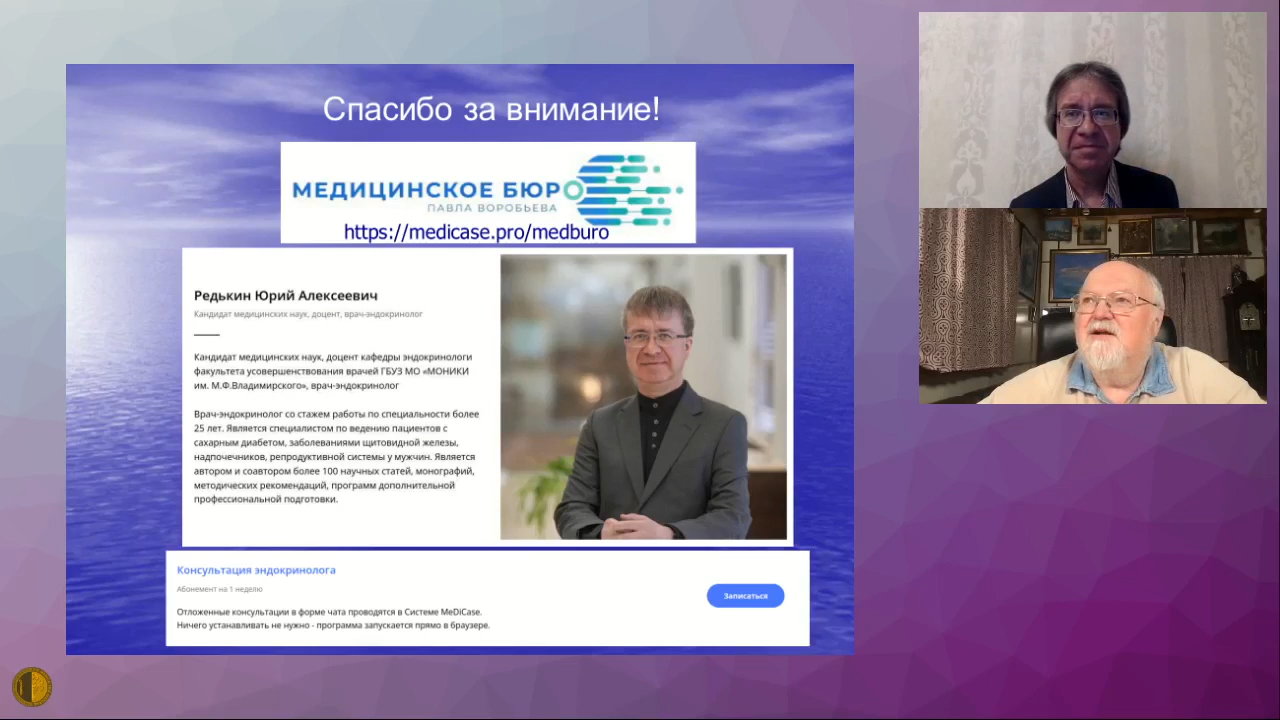 Спасибо за внимание!
МЕДИЦИНСКОЕ БЮРО
ПАВЛА ВОРОБЬЕВА
https://medicase.pro/medburo
Редькин Юрий Алексеевич
Кандидат медицинских наук, доцент, врач-эндокринолог
Кандидат медицинских наук, доцент кафедры эндокринологи
факультета усовершенствования врачей ГБУЗ МО «МОНИКИ
им. М.Ф.Владимирского», врач-эндокринолог
Врач-эндокринолог со стажем работы по специальности более
25 лет. Является специалистом по ведению пациентов с
сахарным диабетом, заболеваниями щитовидной железы,
надпочечников, репродуктивной системы у мужчин. Является
автором и соавтором более 100 научных статей, монографий,
методических рекомендаций, программ дополнительной
профессиональной подготовки.
Консультация эндокринолога
Абонемент на 1 неделю
Отложенные консультации в форме чата проводятся в Системе MeDiCase.
Ничего устанавливать не нужно - программа запускается прямо в браузере.
Записаться